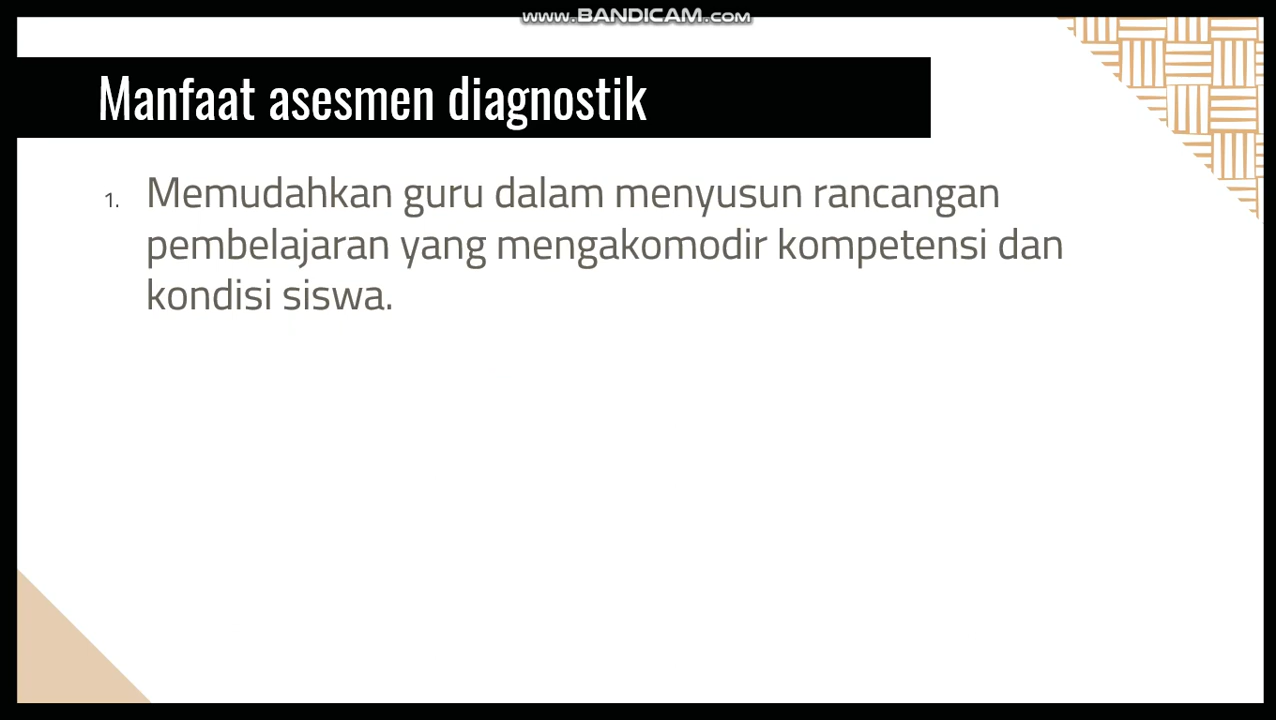 www.BANDICAM.com
Manfaat asesmen diagnostik
1. Memudahkan guru dalam menyusun rancangan
pembelajaran yang mengakomodir kompetensi dan
kondisi siswa.